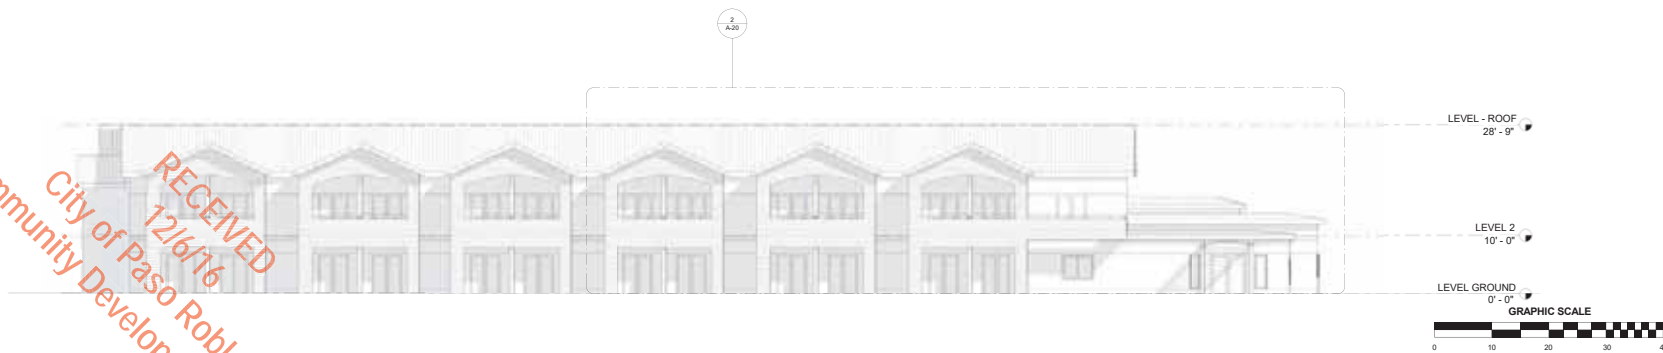 2
A-20
LEVEL - ROOF
28' - 9"
LEVEL 2
10' - 0"
LEVEL GROUND
0' - 0"
GRAPHIC SCALE
0 10 20 30
RECEIVED
12/6/16
City of Paso Robl
mmunity Develop